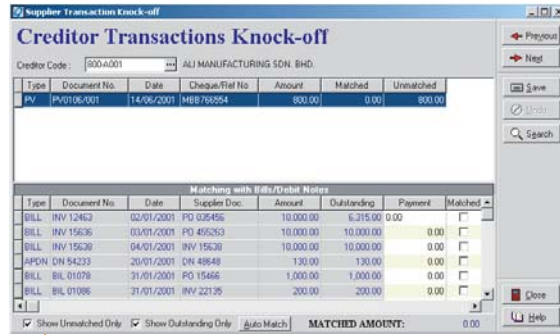 Supplier Transaction Knock-off
Creditor Transactions Knock-off
Creditor Code : 800-A001 ... ALI MANUFACTURING SDN. BHD.
Type Document No. Date Cheque/Ref No Amount Matched Unmatched
PV PV0106/001 14/06/2001 MBB766554 800.00 0.00 800.00
Matching with Bills/Debit Notes
Type Document No. Date Supplier Doc. Amount Outstanding Payment Matched
BILL INV 12463 02/01/2001 PO 035456 10,000.00 6,315.00 0.00
BILL INV 15636 03/01/2001 PO 455263 10,000.00 10,000.00 0.00
BILL INV 15638 04/01/2001 INV 15638 10,000.00 10,000.00 0.00
APDN DN 54233 20/01/2001 DN 48648 130.00 130.00 0.00
BILL BIL 01078 31/01/2001 PO 15466 1,000.00 1,000.00 0.00
BILL BIL 01086 31/01/2001 INV 22135 200.00 200.00 0.00
Show Unmatched Only Show Outstanding Only Auto Match MATCHED AMOUNT: 0.00
Previous
Next
Save
Undo
Search
Close
Help